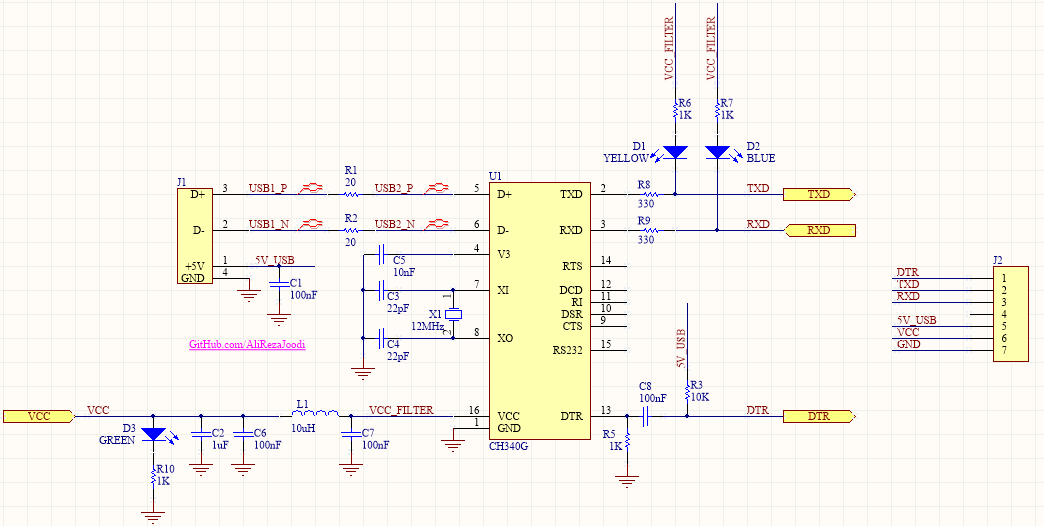 VCC_FILTER VCC_FILTER
R6 R7
1K 1K
D1 D2
YELLOW BLUE
J1 R1 U1
20
D+ 3 USB1_P USB2_P 5 D+ TXD 2 R8 TXD TXD
330
R2
D- 2 USB1_N USB2_N 6 D- RXD 3 R9 RXD RXD
20 330
4 V3
+5V 1 5V_USB C5 RTS 14 J2
GND 4 10nF DTR 1
C1 7 XI DCD 12 TXD 2
100nF C3 1 RI 11 RXD 3
22pF X1 DSR 10 4
12MHz CTS 9 5V_USB 5
2 8 XO VCC 6
GitHub.com/AliRezaJoodi C4 RS232 15 5V_USB GND 7
22pF
C8 R3
100nF 10K
L1
VCC VCC VCC_FILTER 16 VCC DTR 13 DTR DTR
10uH 1 GND
D3 C2 C6 C7 R5
GREEN 1uF 100nF 100nF CH340G 1K
R10
1K